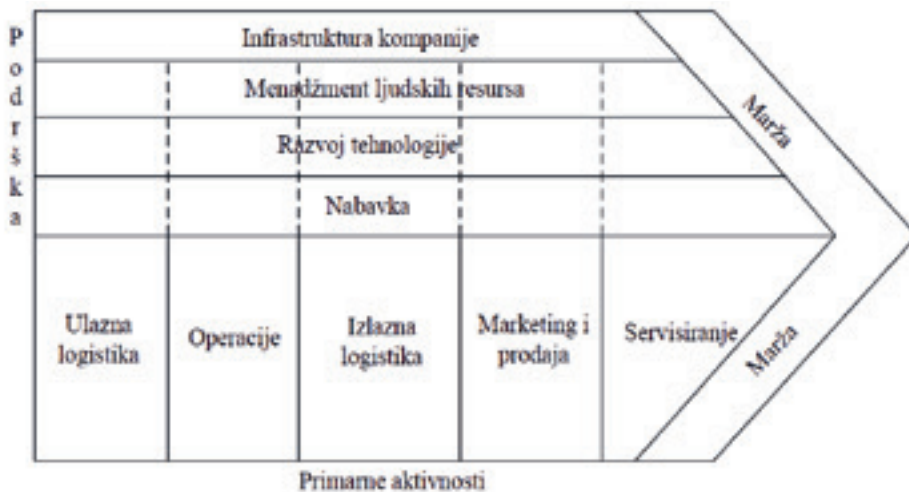 Podrška
Infrastruktura kompanije
Menadžment ljudskih resursa
Razvoj tehnologije
Nabavka
Marža
Ulazna
logistika
Operacije
Izlazna
logistika
Marketing i
prodaja
Servisiranje
Marža
Primarne aktivnosti